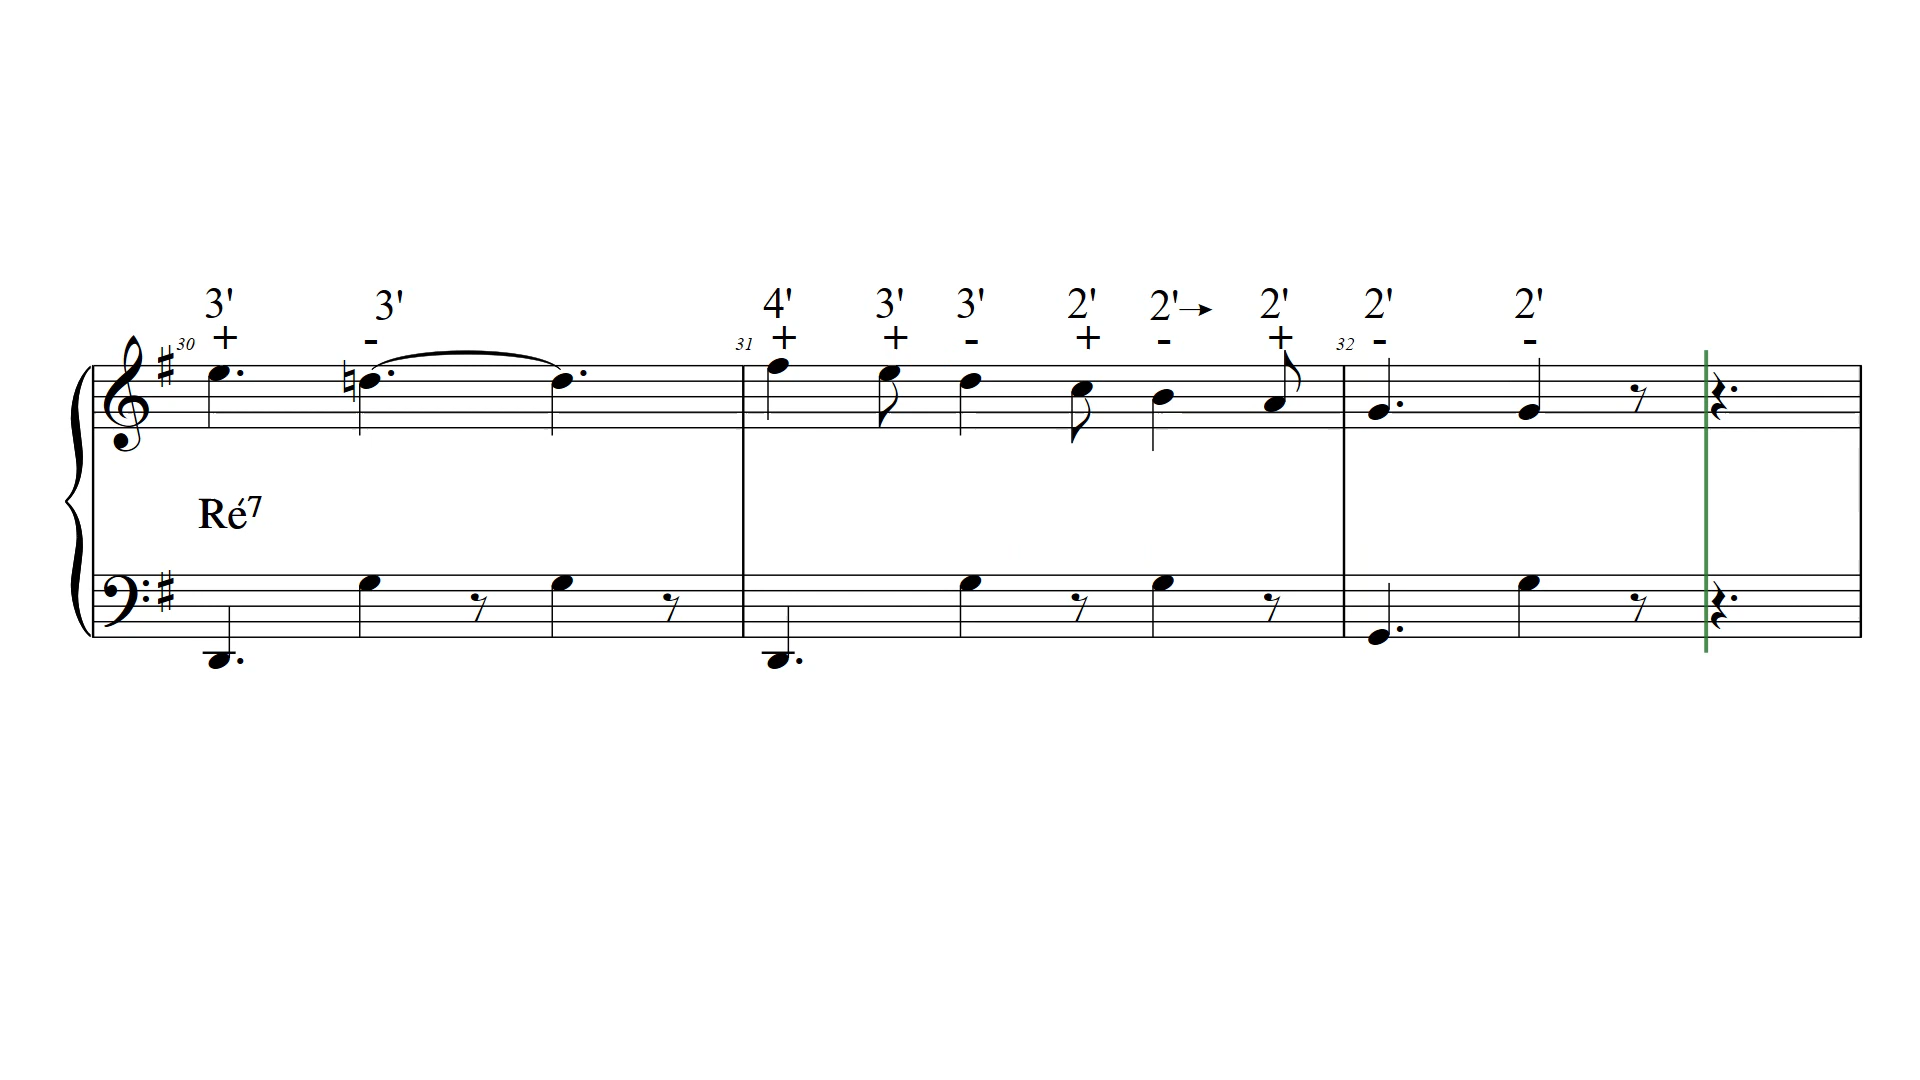 3' 3' 4' 3' 3' 2' 2'→ 2' 2' 2'
30 + - 31 + + - + - + 32 - -
Ré7